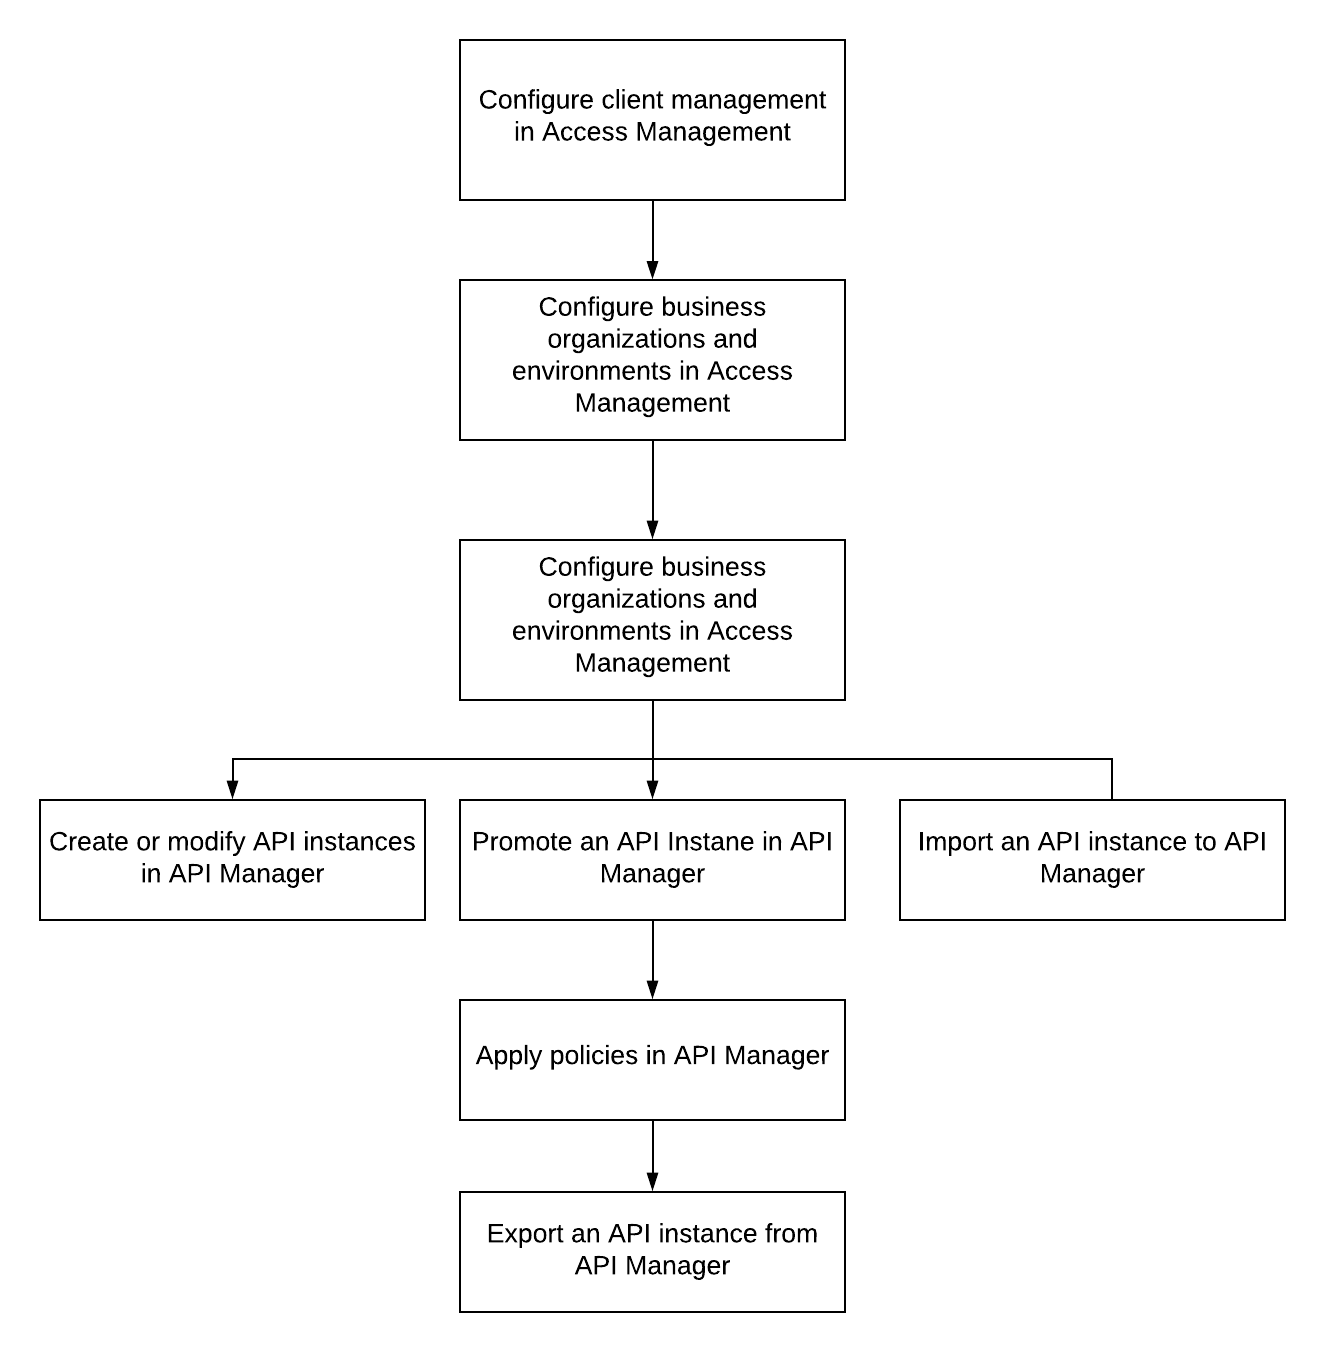 Configure client management
in Access Management
Configure business
organizations and
environments in Access
Management
Configure business
organizations and
environments in Access
Management
Create or modify API instances
in API Manager
Promote an API Instane in API
Manager
Import an API instance to API
Manager
Apply policies in API Manager
Export an API instance from
API Manager